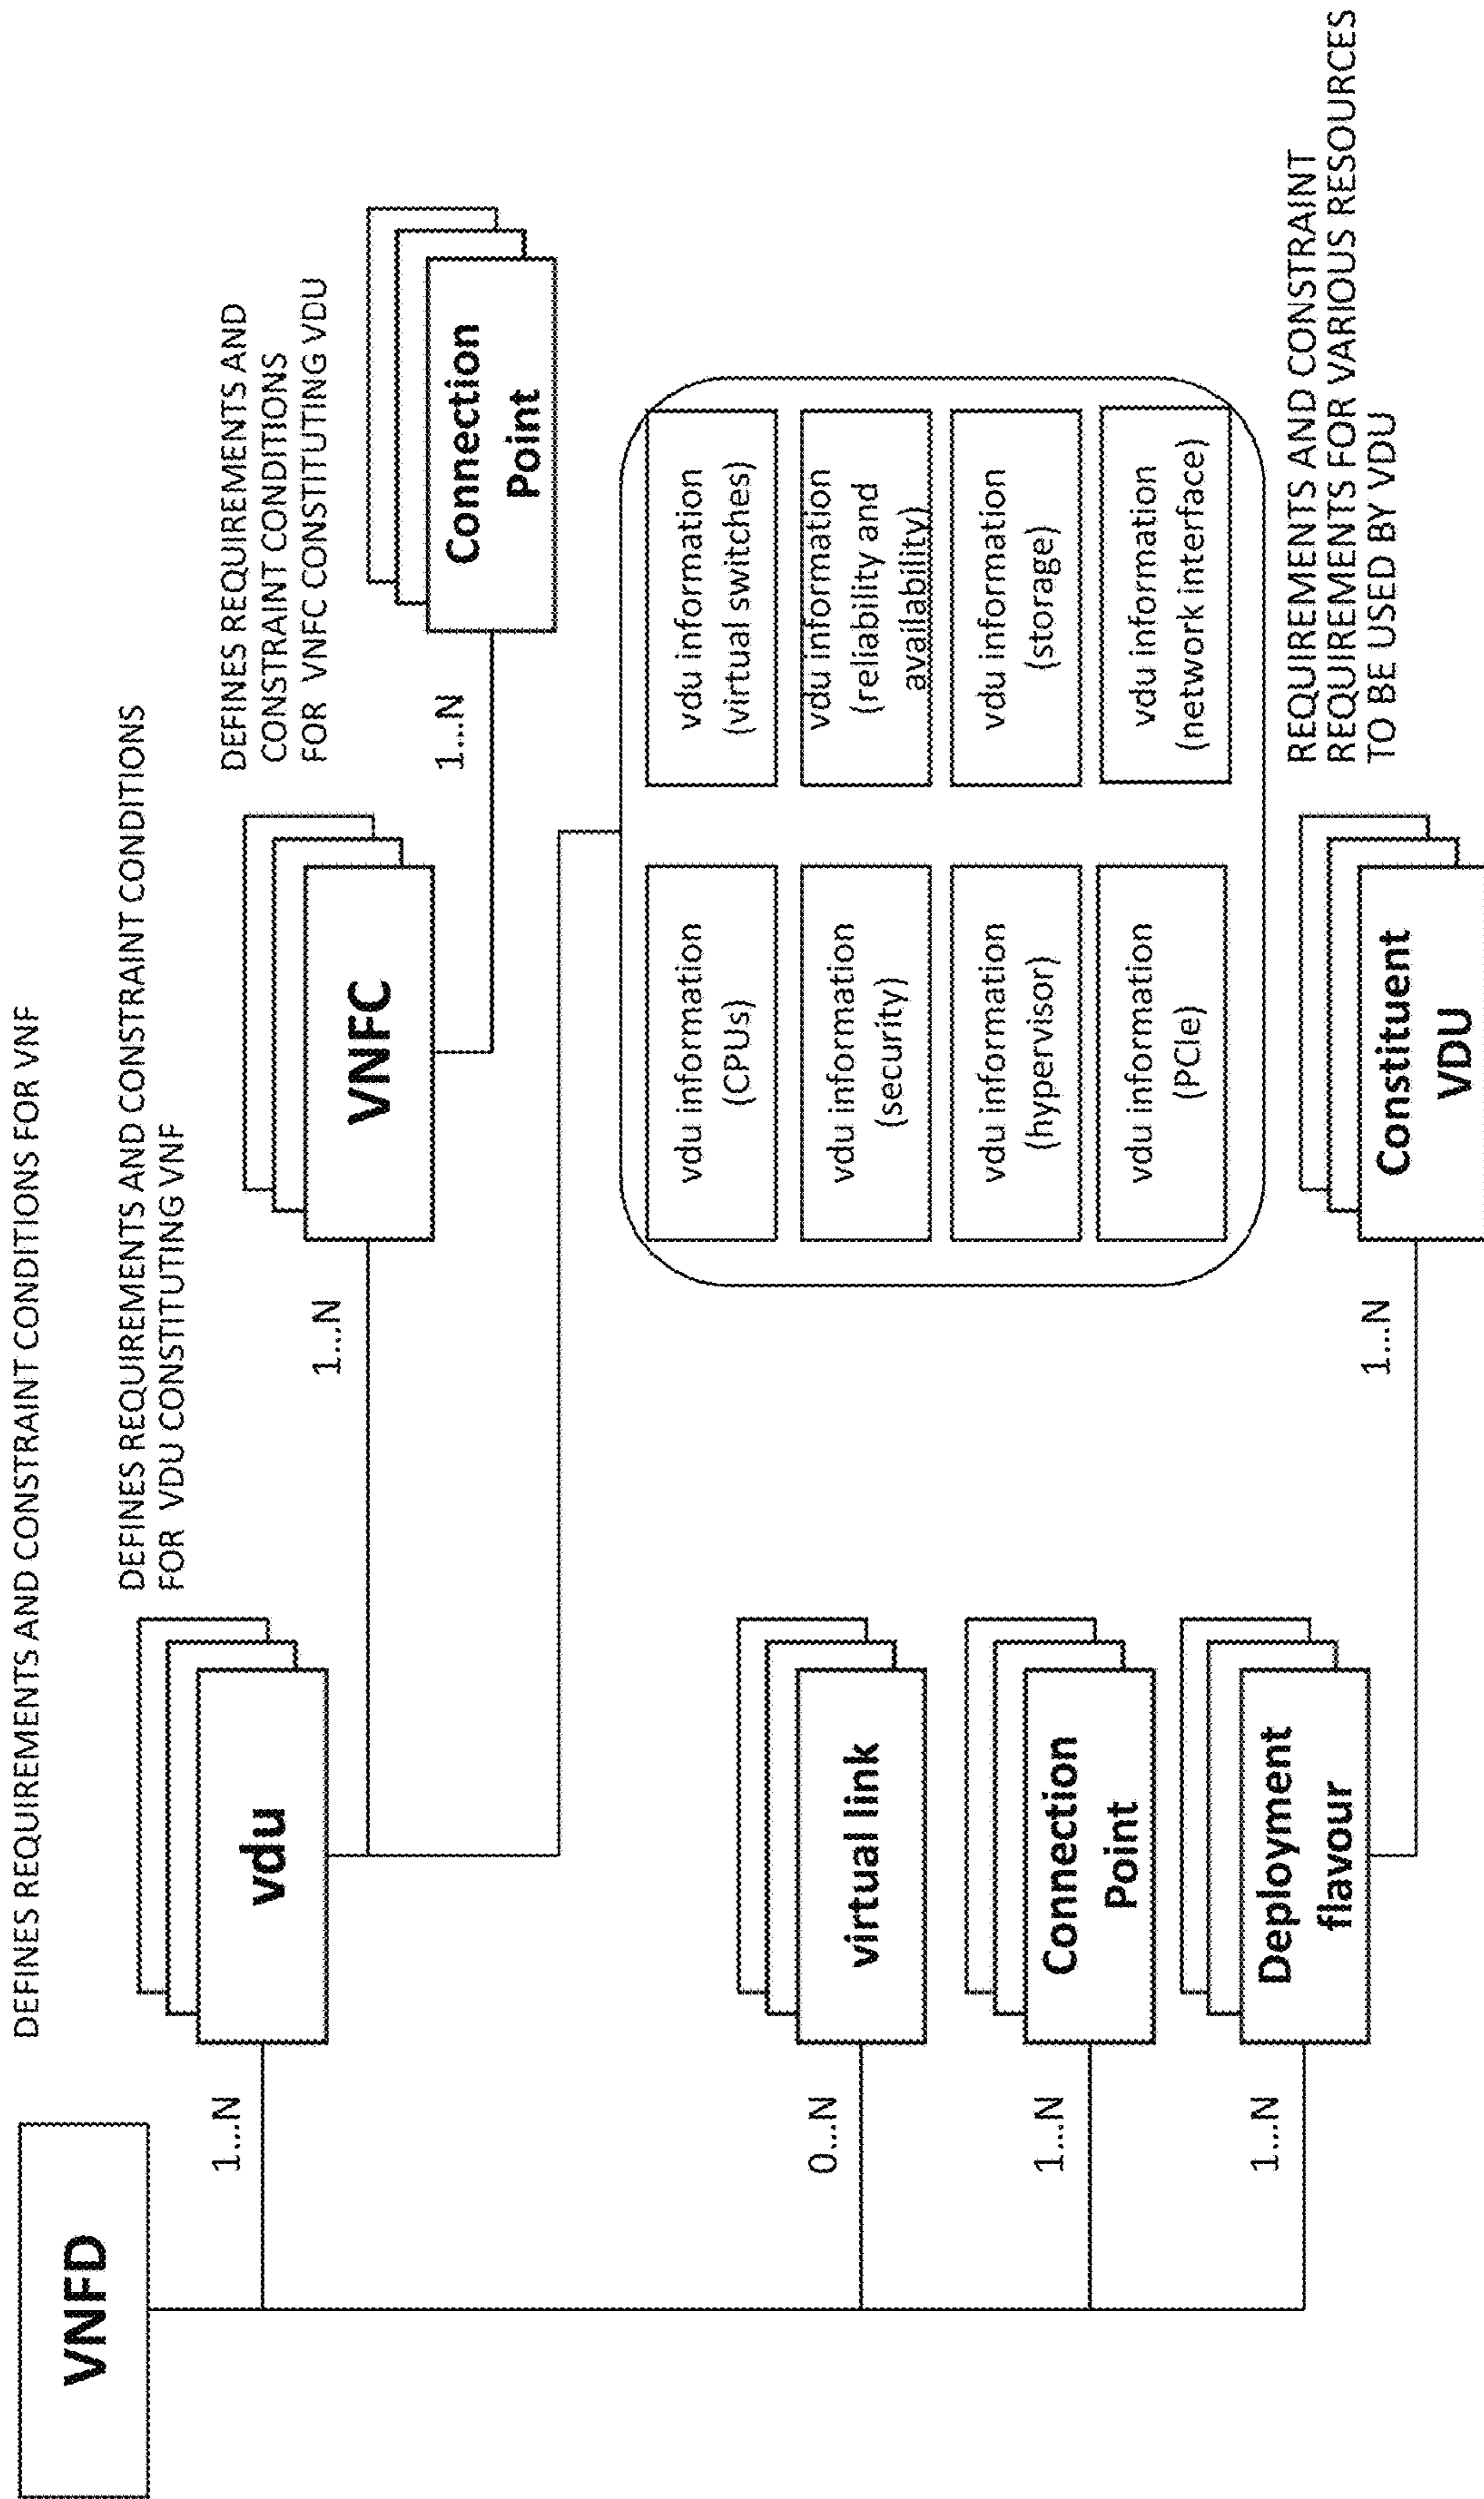 VNFD
DEFINES REQUIREMENTS AND CONSTRAINT CONDITIONS FOR VNF
1...N
vdu
DEFINES REQUIREMENTS AND CONSTRAINT CONDITIONS
FOR VDU CONSTITUTING VNF
1...N
VNFC
DEFINES REQUIREMENTS AND
CONSTRAINT CONDITIONS
FOR VNFC CONSTITUTING VDU
1...N
Connection
Point
vdu information
(CPUs)
vdu information
(virtual switches)
vdu information
(security)
vdu information
(reliability and
availability)
vdu information
(hypervisor)
vdu information
(storage)
vdu information
(PCIe)
vdu information
(network interface)
REQUIREMENTS AND CONSTRAINT
REQUIREMENTS FOR VARIOUS RESOURCES
TO BE USED BY VDU
0...N
virtual link
1...N
Connection
Point
1...N
Deployment
flavour
1...N
Constituent
VDU